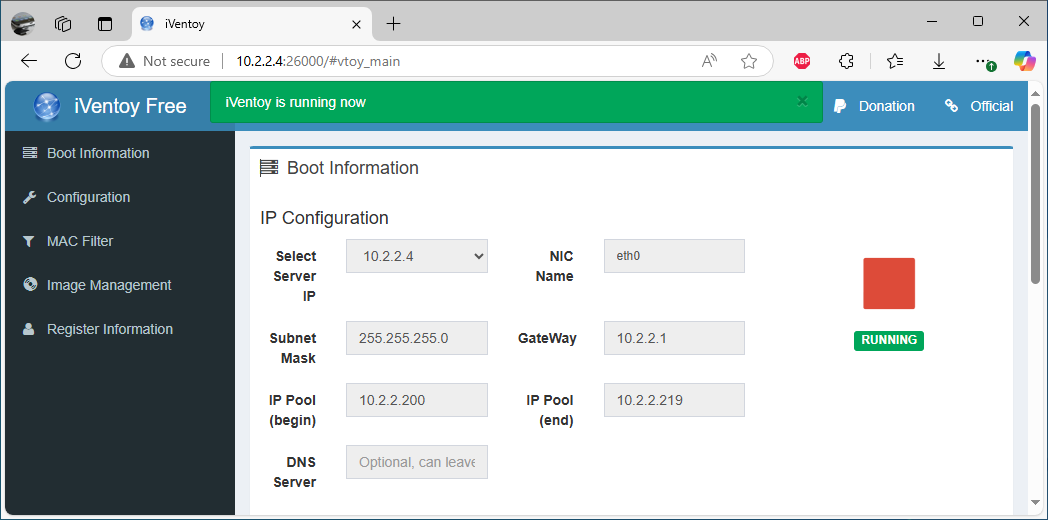 iVentoy
Not secure
10.2.2.4:26000/#vtoy_main
ABP
iVentoy Free
iVentoy is running now
Donation
Official
Boot Information
Configuration
MAC Filter
Image Management
Register Information
Boot Information
IP Configuration
Select
Server
IP
10.2.2.4
NIC
Name
eth0
Subnet
Mask
255.255.255.0
GateWay
10.2.2.1
RUNNING
IP Pool
(begin)
10.2.2.200
IP Pool
(end)
10.2.2.219
DNS
Server
Optional, can leave